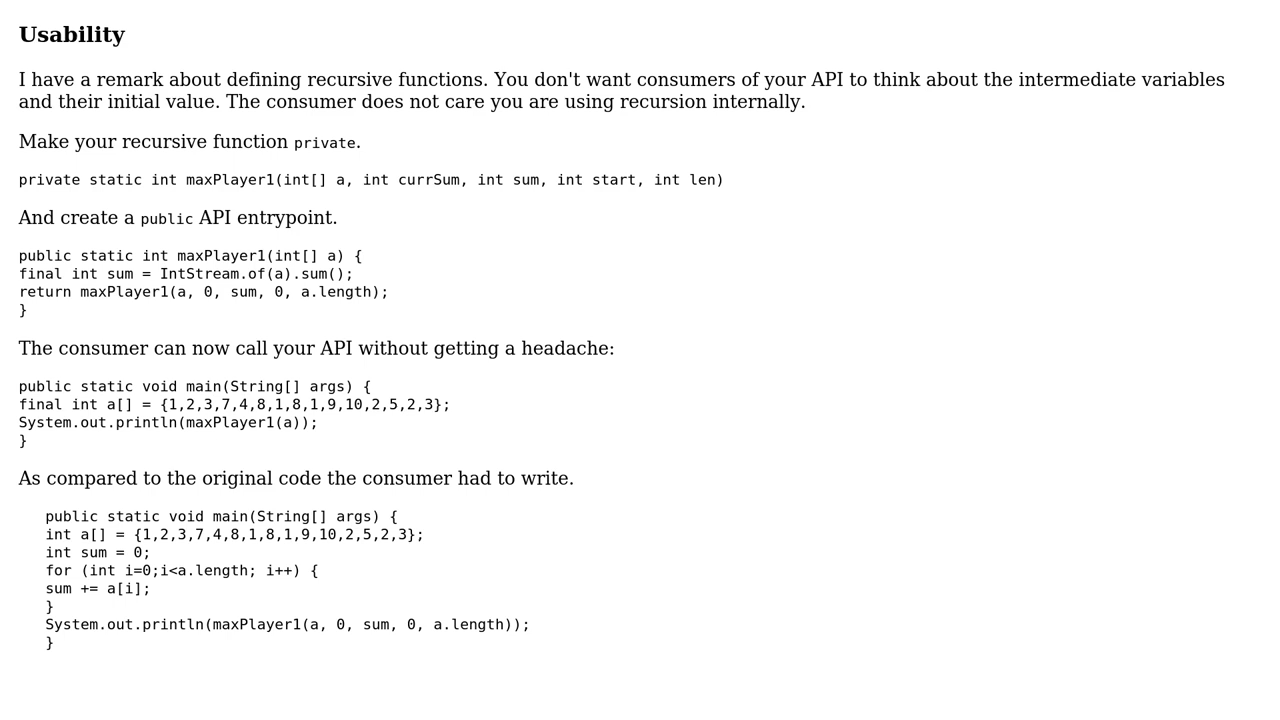 Usability
I have a remark about defining recursive functions. You don't want consumers of your API to think about the intermediate variables
and their initial value. The consumer does not care you are using recursion internally.
Make your recursive function private.
private static int maxPlayer1(int[] a, int currSum, int sum, int start, int len)
And create a public API entrypoint.
public static int maxPlayer1(int[] a) {
final int sum = IntStream.of(a).sum();
return maxPlayer1(a, 0, sum, 0, a.length);
}
The consumer can now call your API without getting a headache:
public static void main(String[] args) {
final int a[] = {1,2,3,7,4,8,1,8,1,9,10,2,5,2,3};
System.out.println(maxPlayer1(a));
}
As compared to the original code the consumer had to write.
public static void main(String[] args) {
int a[] = {1,2,3,7,4,8,1,8,1,9,10,2,5,2,3};
int sum = 0;
for (int i=0;i<a.length; i++) {
sum += a[i];
}
System.out.println(maxPlayer1(a, 0, sum, 0, a.length));
}